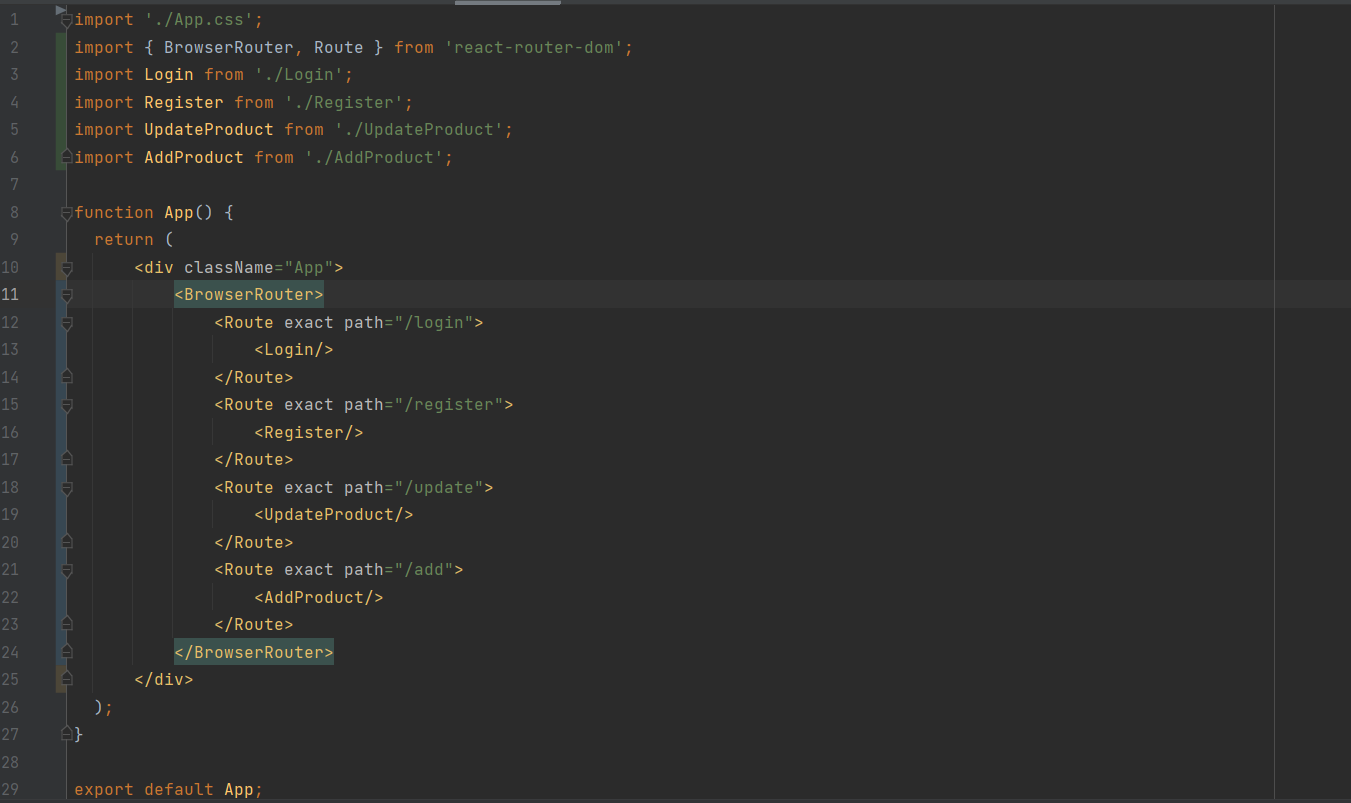 1 import './App.css';
2 import { BrowserRouter, Route } from 'react-router-dom';
3 import Login from './Login';
4 import Register from './Register';
5 import UpdateProduct from './UpdateProduct';
6 import AddProduct from './AddProduct';
7
8 function App() {
9   return (
10       <div className="App">
11           <BrowserRouter>
12               <Route exact path="/login">
13                   <Login/>
14               </Route>
15               <Route exact path="/register">
16                   <Register/>
17               </Route>
18               <Route exact path="/update">
19                   <UpdateProduct/>
20               </Route>
21               <Route exact path="/add">
22                   <AddProduct/>
23               </Route>
24           </BrowserRouter>
25       </div>
26   );
27 }
28
29 export default App;